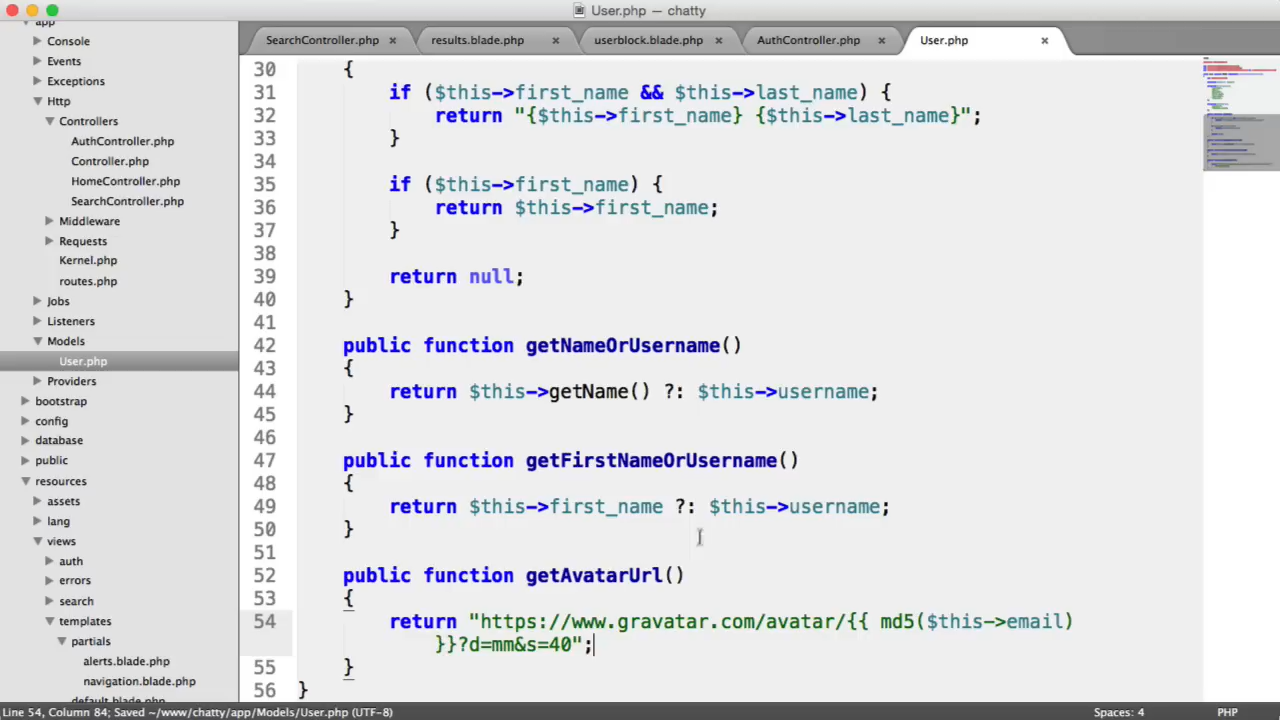 User.php — chatty
app
Console
Events
Exceptions
Http
Controllers
AuthController.php
Controller.php
HomeController.php
SearchController.php
Middleware
Requests
Kernel.php
routes.php
Jobs
Listeners
Models
User.php
Providers
bootstrap
config
database
public
resources
assets
lang
views
auth
errors
search
templates
partials
alerts.blade.php
navigation.blade.php
default.blade.php
SearchController.php ×
results.blade.php ×
userblock.blade.php ×
AuthController.php ×
User.php ×
30 {
31 if ($this->first_name && $this->last_name) {
32 return "{$this->first_name} {$this->last_name}";
33 }
34
35 if ($this->first_name) {
36 return $this->first_name;
37 }
38
39 return null;
40 }
41
42 public function getNameOrUsername()
43 {
44 return $this->getName() ?: $this->username;
45 }
46
47 public function getFirstNameOrUsername()
48 {
49 return $this->first_name ?: $this->username;
50 }
51
52 public function getAvatarUrl()
53 {
54 return "https://www.gravatar.com/avatar/{{ md5($this->email)
}}?d=mm&s=40";
55 }
56 }
Line 54, Column 84; Saved ~/www/chatty/app/Models/User.php (UTF-8)
Spaces: 4
PHP